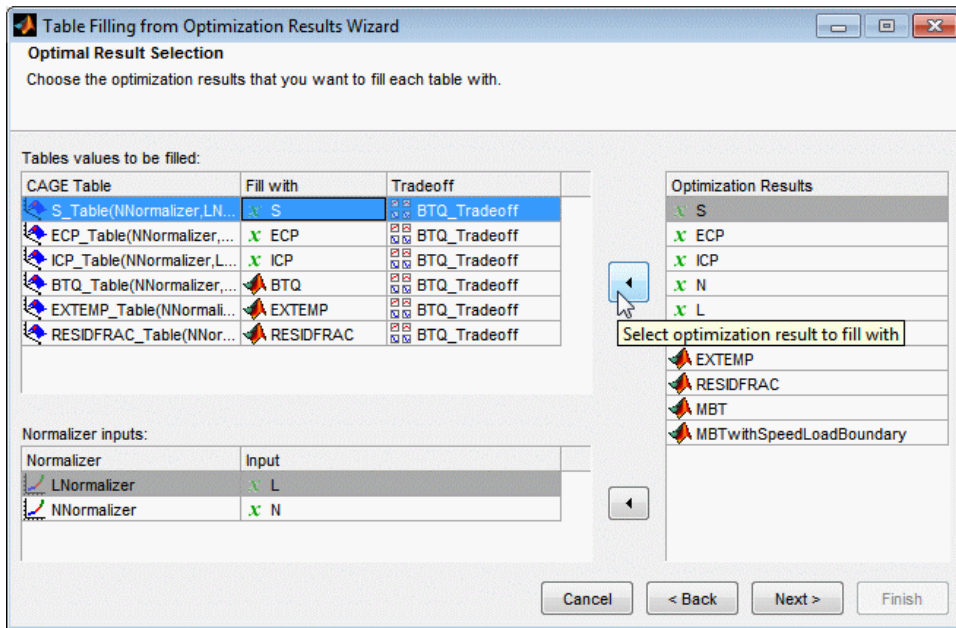 Table Filling from Optimization Results Wizard
Optimal Result Selection
Choose the optimization results that you want to fill each table with.
Tables values to be filled:
CAGE Table Fill with Tradeoff
S_Table(NNormalizer,LN... x S BTQ_Tradeoff
ECP_Table(NNormalizer,... x ECP BTQ_Tradeoff
ICP_Table(NNormalizer,L... x ICP BTQ_Tradeoff
BTQ_Table(NNormalizer,... BTQ BTQ_Tradeoff
EXTEMP_Table(NNormali... EXTEMP BTQ_Tradeoff
RESIDFRAC_Table(NNor... RESIDFRAC BTQ_Tradeoff
Optimization Results
x S
x ECP
x ICP
x N
x L
Select optimization result to fill with
EXTEMP
RESIDFRAC
MBT
MBTwithSpeedLoadBoundary
Normalizer inputs:
Normalizer Input
LNormalizer x L
NNormalizer x N
Cancel < Back Next > Finish